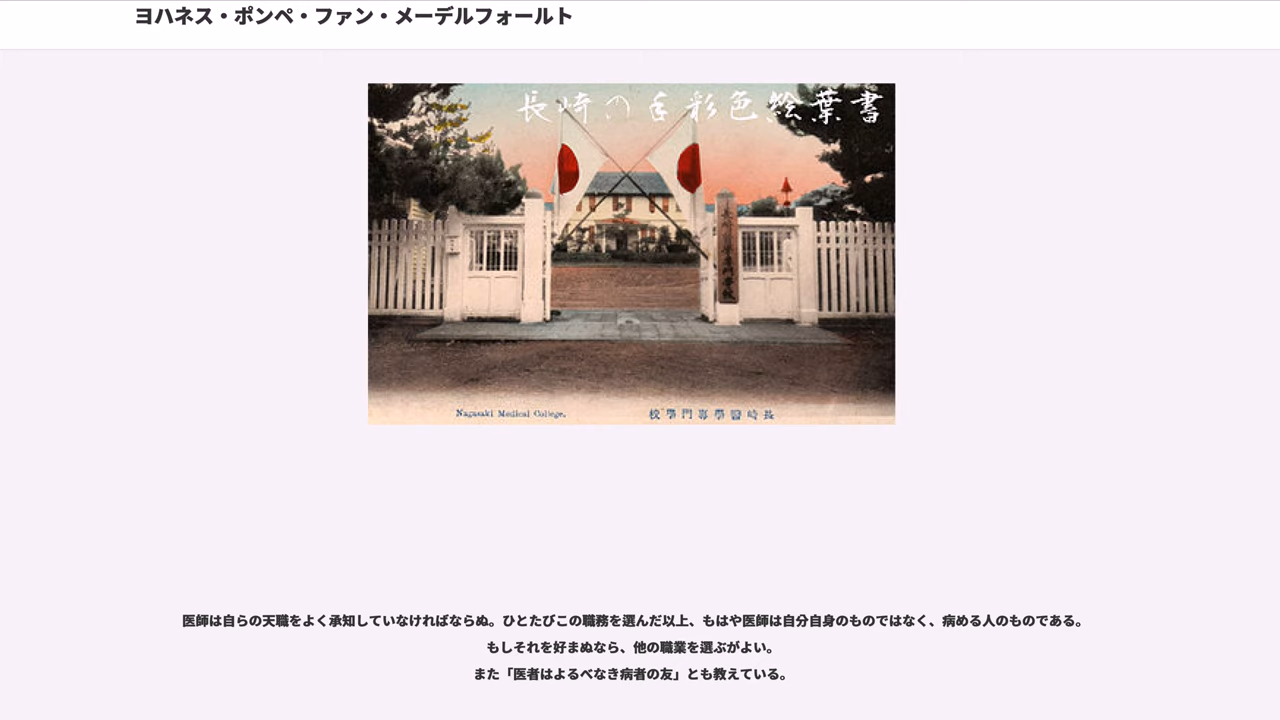 ヨハネス・ポンペ・ファン・メーデルフォールト
長崎の手彩色絵葉書
Nagasaki Medical College.
校學門專學醫崎長
医師は自らの天職をよく承知していなければならぬ。ひとたびこの職務を選んだ以上、もはや医師は自分自身のものではなく、病める人のものである。
もしそれを好まぬなら、他の職業を選ぶがよい。
また「医者はよるべなき病者の友」とも教えている。